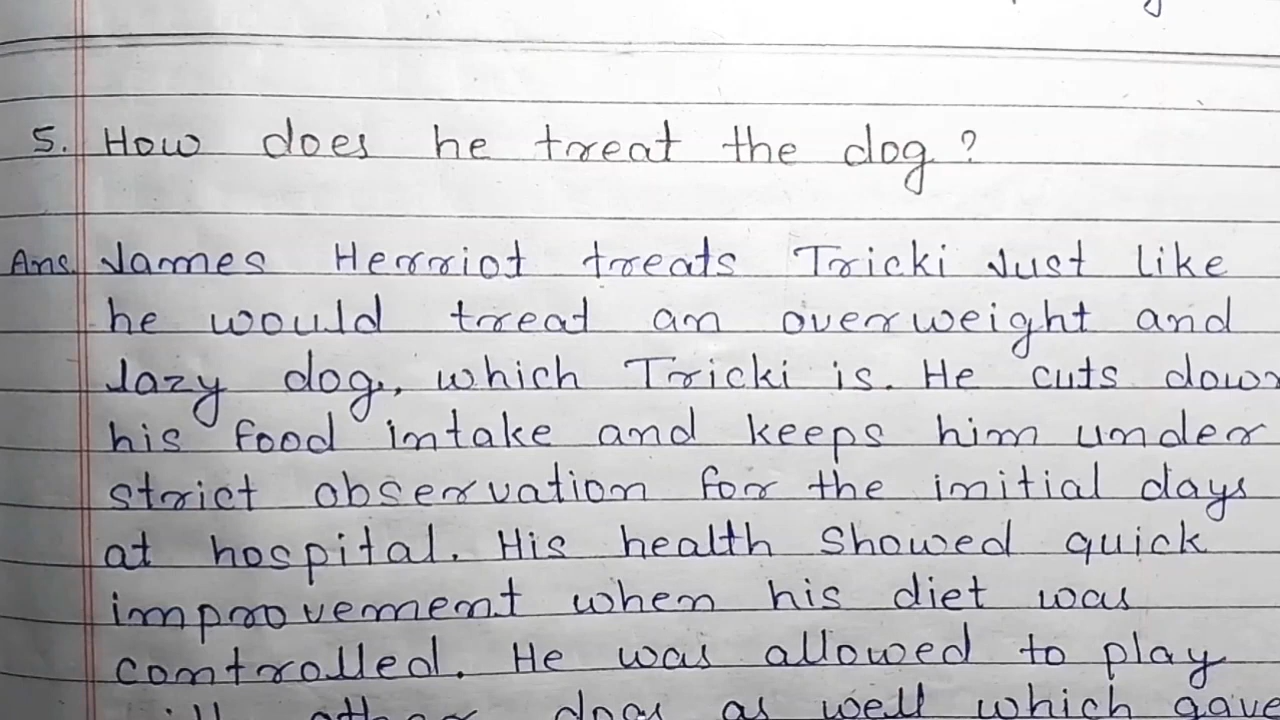 5. How does he treat the dog?
Ans. James Herriot treats Tricki Just like
he would treat an overweight and
lazy dog, which Tricki is. He cuts down
his food intake and keeps him under
strict observation for the initial days
at hospital. His health showed quick
improvement when his diet was
controlled. He was allowed to play
other dogs as well which gave